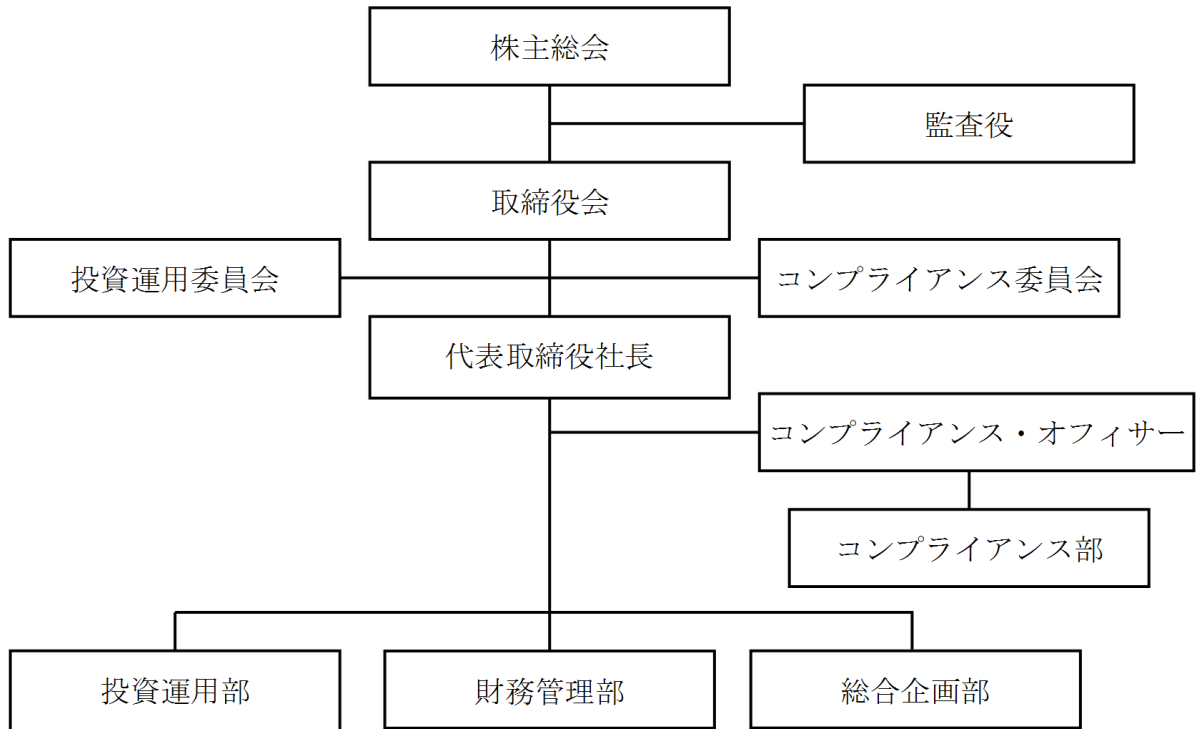 株主総会
監査役
取締役会
投資運用委員会
コンプライアンス委員会
代表取締役社長
コンプライアンス・オフィサー
コンプライアンス部
投資運用部
財務管理部
総合企画部